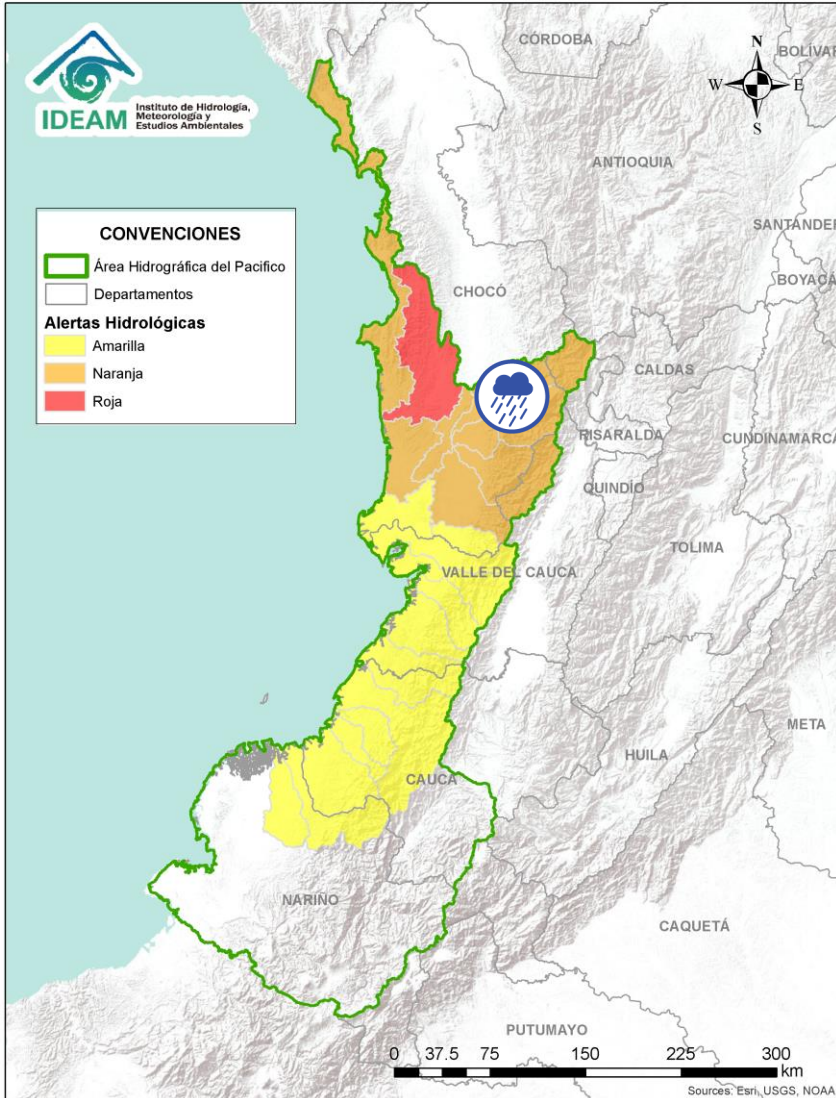 IDEAM
Instituto de Hidrología,
Meteorología y
Estudios Ambientales
N
W E
S
CONVENCIONES
Área Hidrográfica del Pacifico
Departamentos
Alertas Hidrológicas
Amarilla
Naranja
Roja
CÓRDOBA
BOLÍVAR
ANTIOQUIA
SANTANDER
BOYACÁ
CHOCÓ
CALDAS
RISARALDA
CUNDINAMARCA
QUINDÍO
TOLIMA
VALLE DEL CAUCA
META
HUILA
CAUCA
NARIÑO
CAQUETÁ
PUTUMAYO
0 37.5 75 150 225 300
km
Sources: Esri, USGS, NOAA